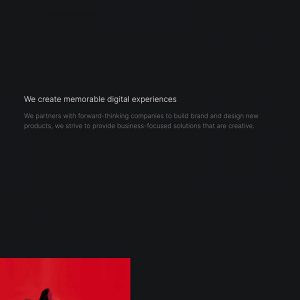 We create memorable digital experiences
We partners with forward-thinking companies to build brand and design new
products, we strive to provide business-focused solutions that are creative.